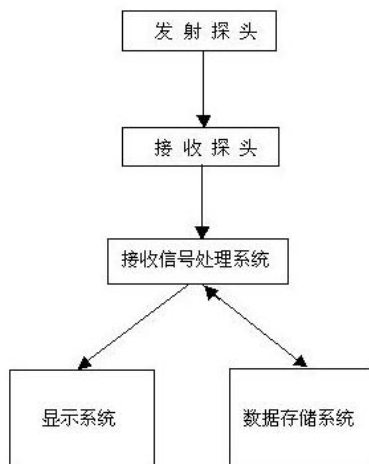 发射探头
接收探头
接收信号处理系统
显示系统
数据存储系统